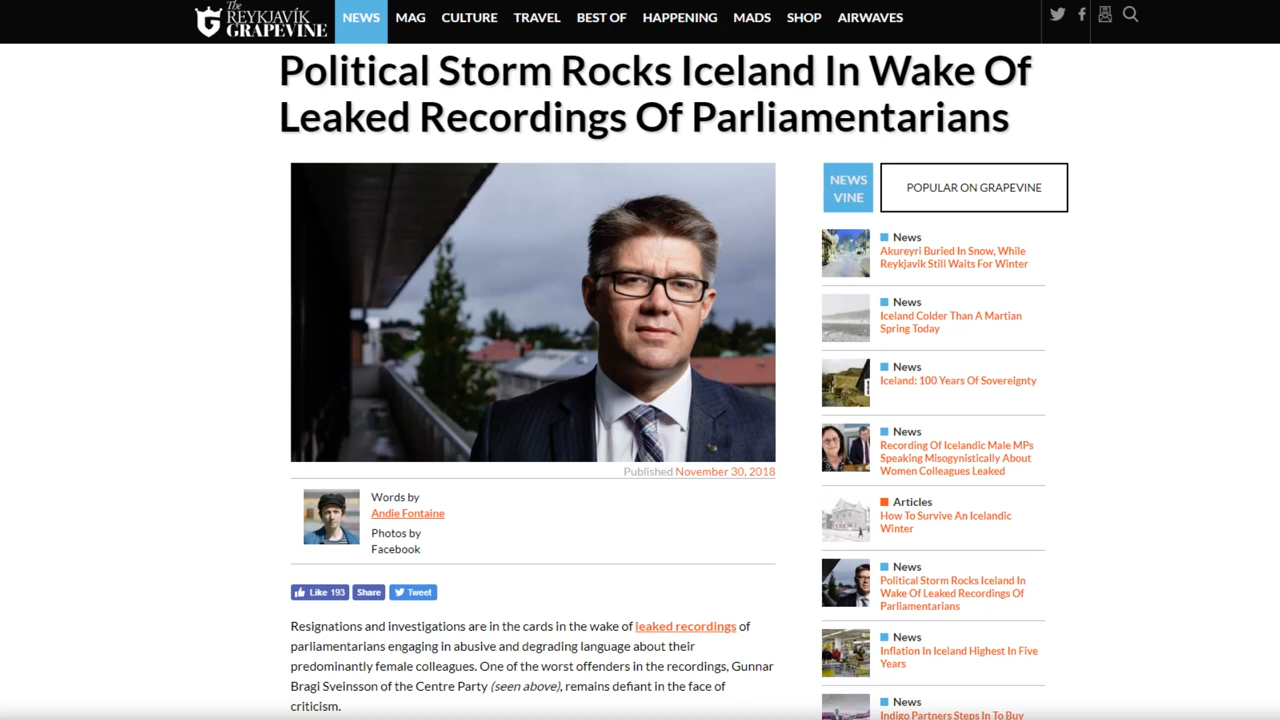 The
REYKJAVÍK
GRAPEVINE
NEWS
MAG
CULTURE
TRAVEL
BEST OF
HAPPENING
MADS
SHOP
AIRWAVES
Political Storm Rocks Iceland In Wake Of
Leaked Recordings Of Parliamentarians
Published November 30, 2018
Words by
Andie Fontaine
Photos by
Facebook
Like 193
Share
Tweet
Resignations and investigations are in the cards in the wake of leaked recordings of
parliamentarians engaging in abusive and degrading language about their
predominantly female colleagues. One of the worst offenders in the recordings, Gunnar
Bragi Sveinsson of the Centre Party (seen above), remains defiant in the face of
criticism.
NEWS
VINE
POPULAR ON GRAPEVINE
News
Akureyri Buried In Snow, While
Reykjavik Still Waits For Winter
News
Iceland Colder Than A Martian
Spring Today
News
Iceland: 100 Years Of Sovereignty
News
Recording Of Icelandic Male MPs
Speaking Misogynistically About
Women Colleagues Leaked
Articles
How To Survive An Icelandic
Winter
News
Political Storm Rocks Iceland In
Wake Of Leaked Recordings Of
Parliamentarians
News
Inflation In Iceland Highest In Five
Years
News
Indigo Partners Steps In To Buy